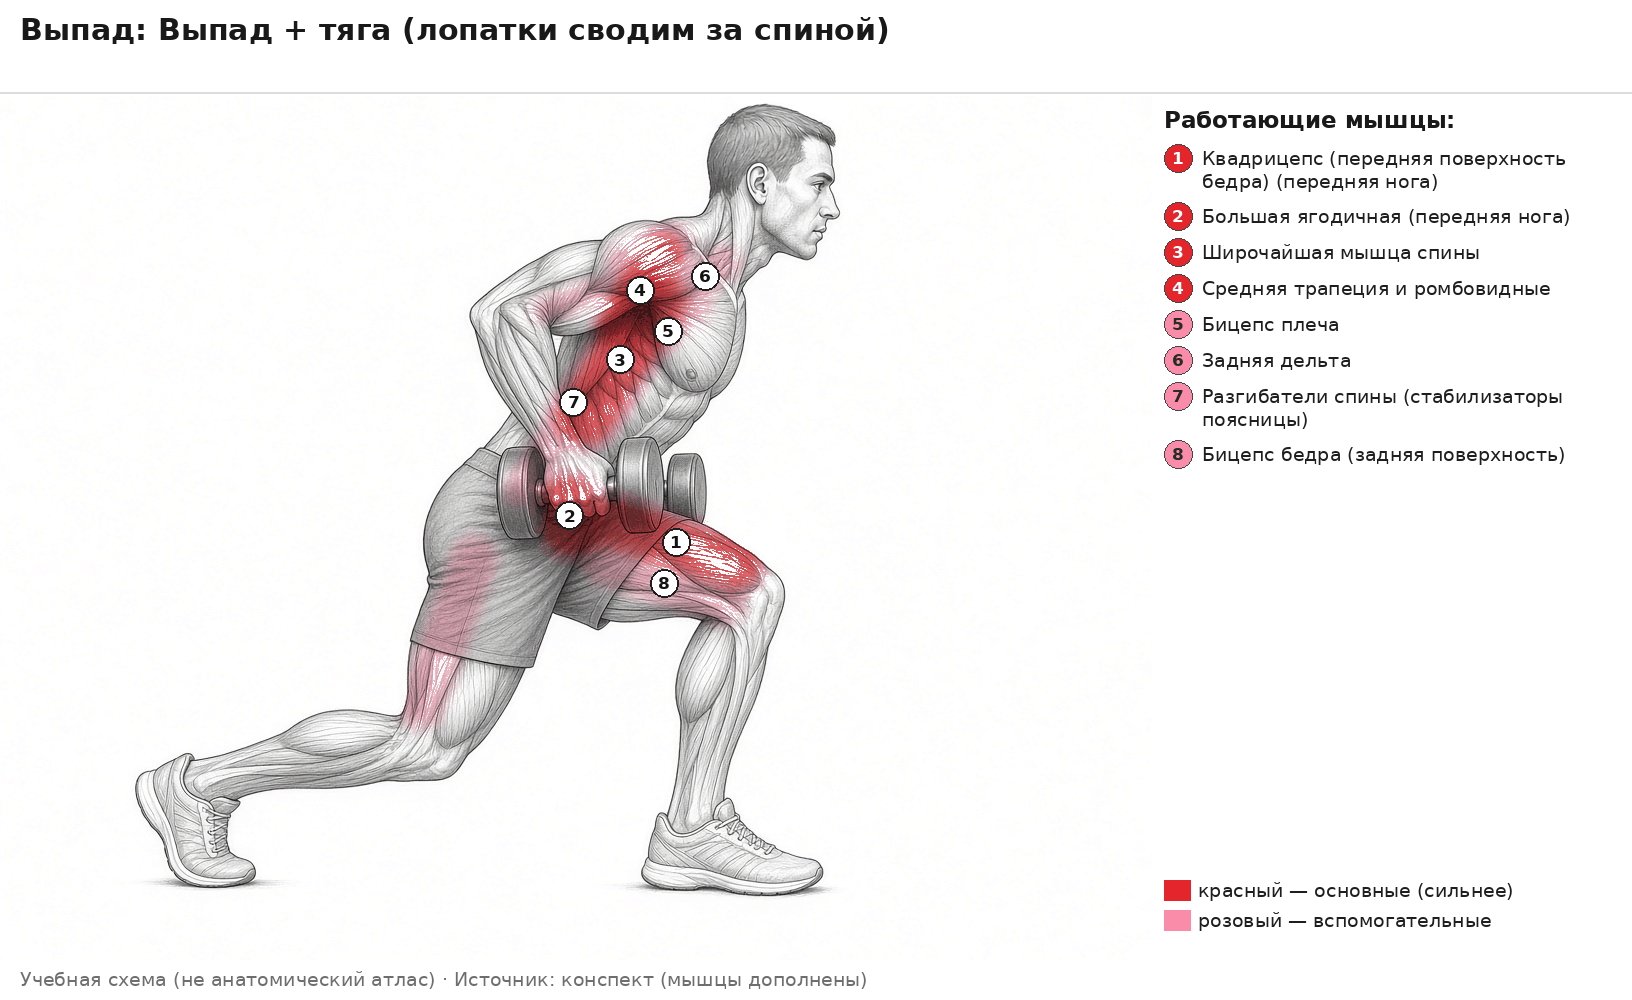 Выпад: Выпад + тяга (лопатки сводим за спиной)
Работающие мышцы:
1 Квадрицепс (передняя поверхность
бедра) (передняя нога)
2 Большая ягодичная (передняя нога)
3 Широчайшая мышца спины
4 Средняя трапеция и ромбовидные
5 Бицепс плеча
6 Задняя дельта
7 Разгибатели спины (стабилизаторы
поясницы)
8 Бицепс бедра (задняя поверхность)
6
4
5
3
7
2
1
8
красный — основные (сильнее)
розовый — вспомогательные
Учебная схема (не анатомический атлас) · Источник: конспект (мышцы дополнены)